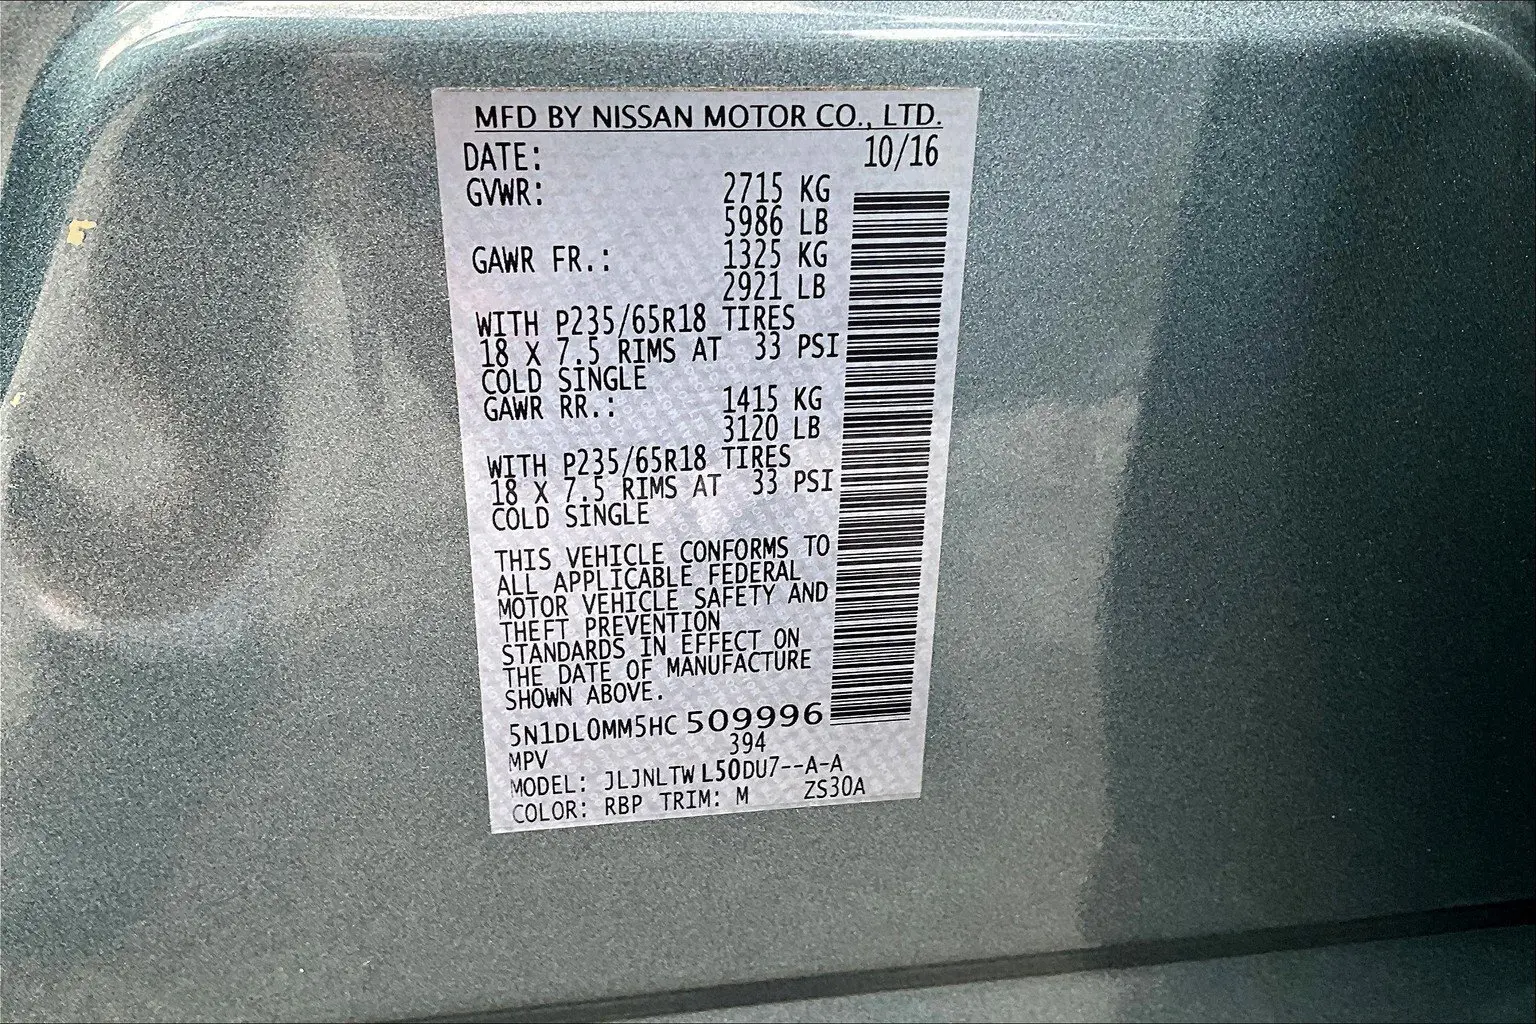 MFD BY NISSAN MOTOR CO., LTD.
DATE: 10/16
GVWR: 2715 KG
5986 LB
GAWR FR.: 1325 KG
2921 LB
WITH P235/65R18 TIRES
18 X 7.5 RIMS AT 33 PSI
COLD SINGLE
GAWR RR.: 1415 KG
3120 LB
WITH P235/65R18 TIRES
18 X 7.5 RIMS AT 33 PSI
COLD SINGLE
THIS VEHICLE CONFORMS TO
ALL APPLICABLE FEDERAL
MOTOR VEHICLE SAFETY AND
THEFT PREVENTION
STANDARDS IN EFFECT ON
THE DATE OF MANUFACTURE
SHOWN ABOVE.
5N1DL0MM5HC 509996
MPV 394
MODEL: JLJNLTWL50DU7--A-A
COLOR: RBP TRIM: M ZS30A